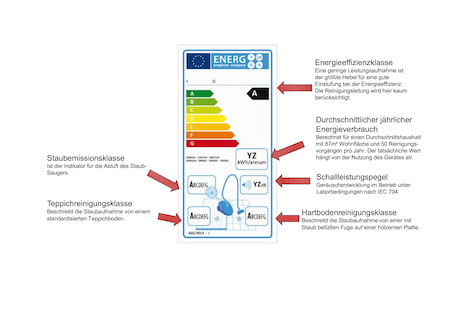 ENERG
I II
A
A
B
C
D
E
F
G
YZ
kWh/annum
ABCDEFG
YZ dB
ABCDEFG
ABCDEFG
665/2013 - I
Energieeffizienzklasse
Eine geringe Leistungsaufnahme ist
der größte Hebel für eine gute
Einstufung bei der Energieeffizienz.
Die Reinigungsleitung wird hier kaum
berücksichtigt.
Durchschnittlicher jährlicher
Energieverbrauch
Berechnet für einen Durchschnittshaushalt
mit 87m² Wohnfläche und 50 Reinigungs-
vorgängen pro Jahr. Der tatsächliche Wert
hängt von der Nutzung des Gerätes ab.
Schallleistungspegel
Geräuschentwicklung im Betrieb unter
Laborbedingungen nach IEC 704
Hartbodenreinigungsklasse
Beschreibt die Staubaufnahme von einer mit
Staub befüllten Fuge auf einer hölzernen Platte.
Staubemissionsklasse
ist der Indikator für die Abluft des Staub-
Saugers.
Teppichreinigungsklasse
Beschreibt die Staubaufnahme von einem
standardisierten Teppichboden.